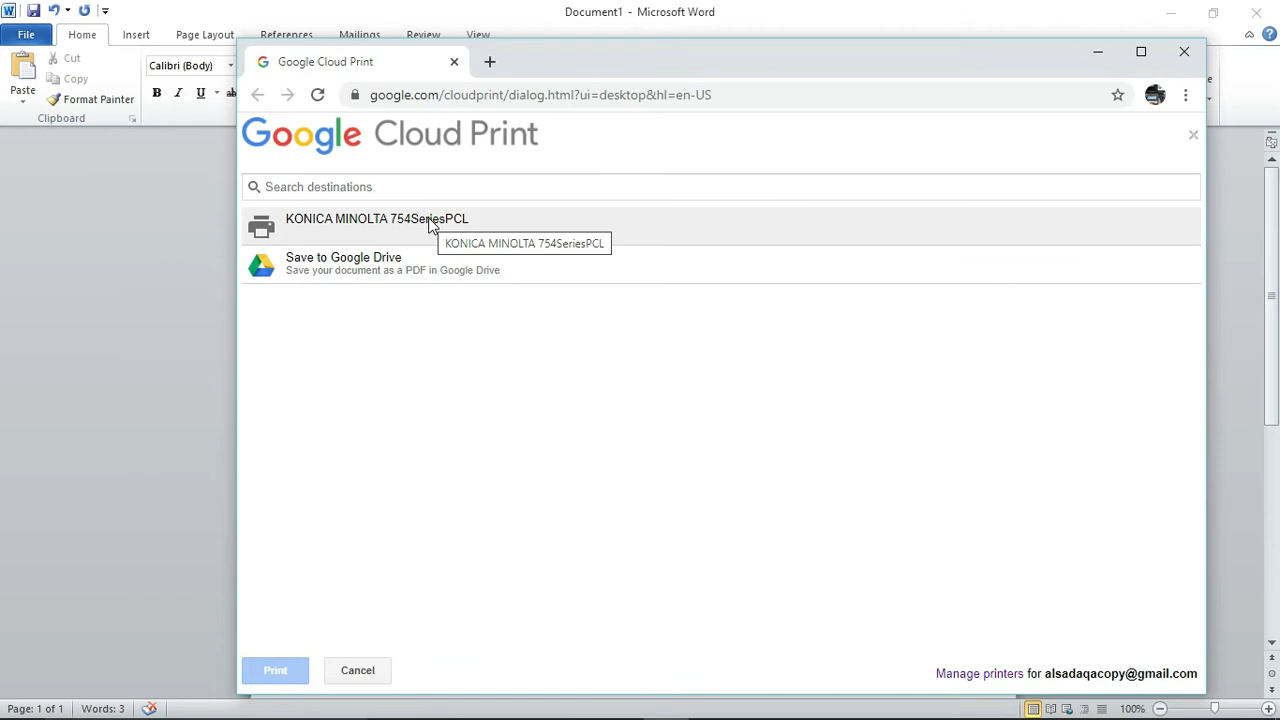 Document1 - Microsoft Word
File Home Insert Page Layout References Mailings Review View
Cut
Calibri (Body)
Copy
Paste
Format Painter
B I U ab
Clipboard
Google Cloud Print
google.com/cloudprint/dialog.html?ui=desktop&hl=en-US
Google Cloud Print
Search destinations
KONICA MINOLTA 754SeriesPCL
KONICA MINOLTA 754SeriesPCL
Save to Google Drive
Save your document as a PDF in Google Drive
Print Cancel
Manage printers for alsadaqacopy@gmail.com
Page: 1 of 1 Words: 3
100%